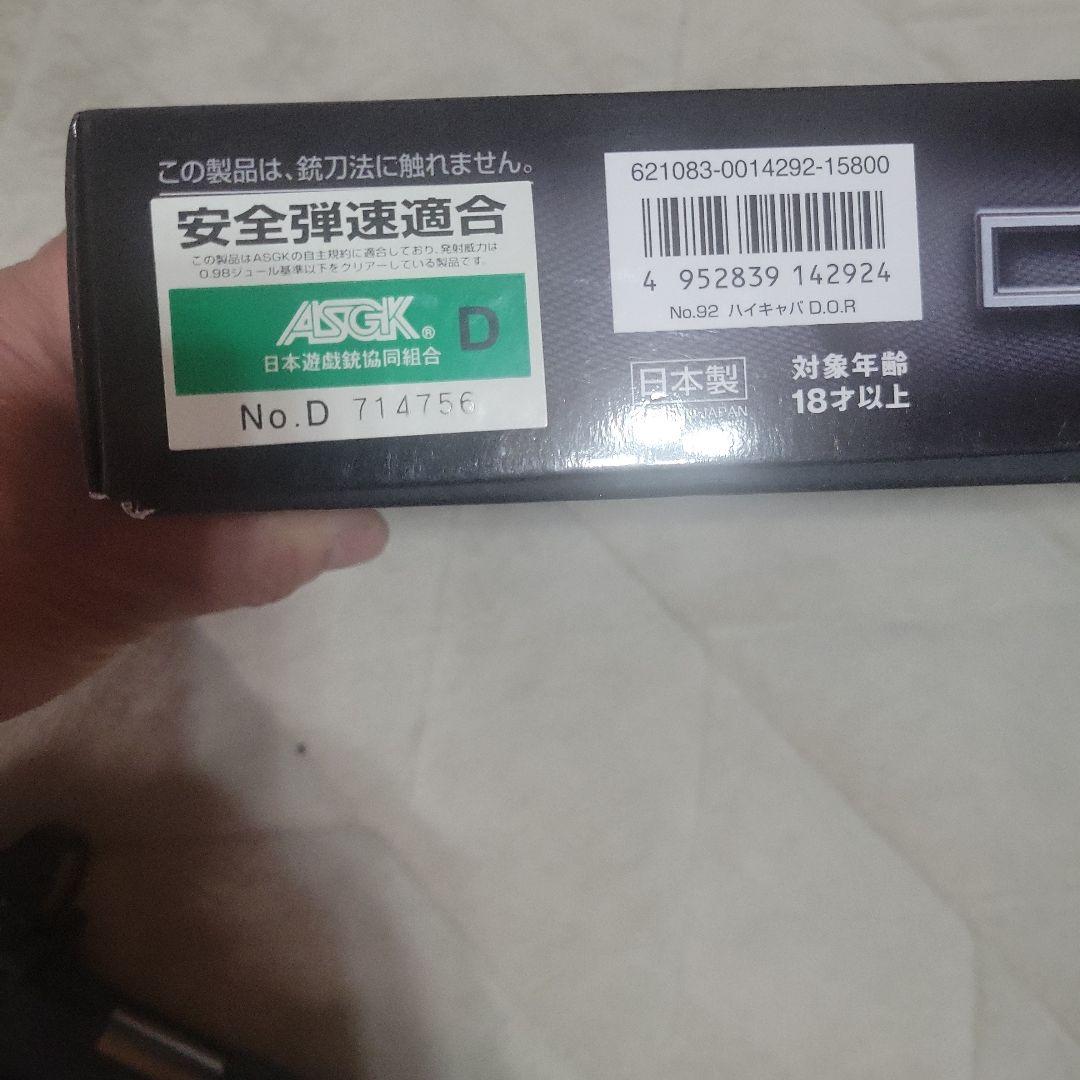 この製品は、銃刀法に触れません。
安全弾速適合
この製品はASGKの自主規約に適合しており、発射威力は
0.98ジュール基準以下をクリアーしている製品です。
ASGK® D
日本遊戯銃協同組合
No.D 714756
621083-0014292-15800
4 952839 142924
No.92 ハイキャパ D.O.R
日本製
JAPAN
対象年齢
18才以上